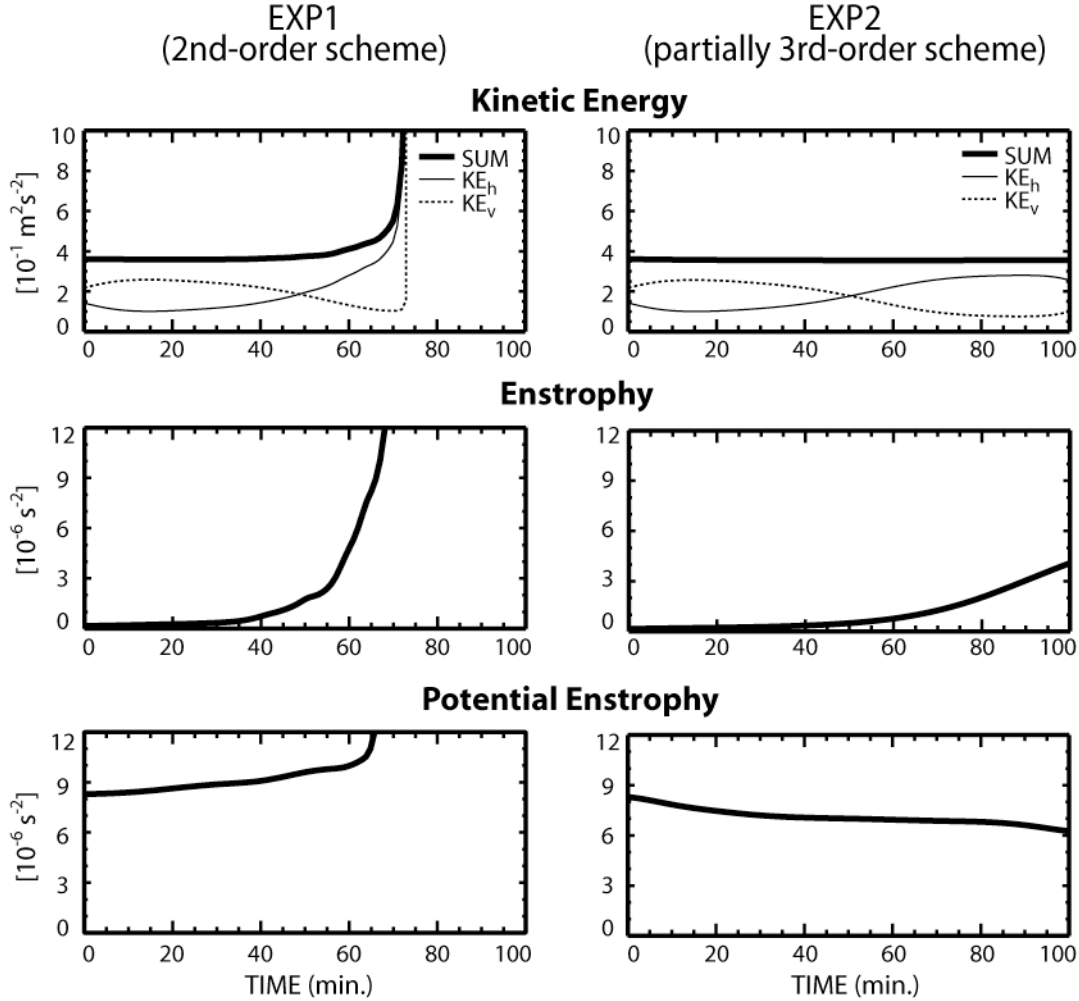 EXP1
(2nd-order scheme)
EXP2
(partially 3rd-order scheme)
Kinetic Energy
[10-1 m2s-2]
10
8
6
4
2
0
SUM
KEh
KEv
0 20 40 60 80 100
10
8
6
4
2
0
SUM
KEh
KEv
0 20 40 60 80 100
Enstrophy
[10-6 s-2]
12
9
6
3
0
0 20 40 60 80 100
12
9
6
3
0
0 20 40 60 80 100
Potential Enstrophy
[10-6 s-2]
12
9
6
3
0
0 20 40 60 80 100
TIME (min.)
12
9
6
3
0
0 20 40 60 80 100
TIME (min.)